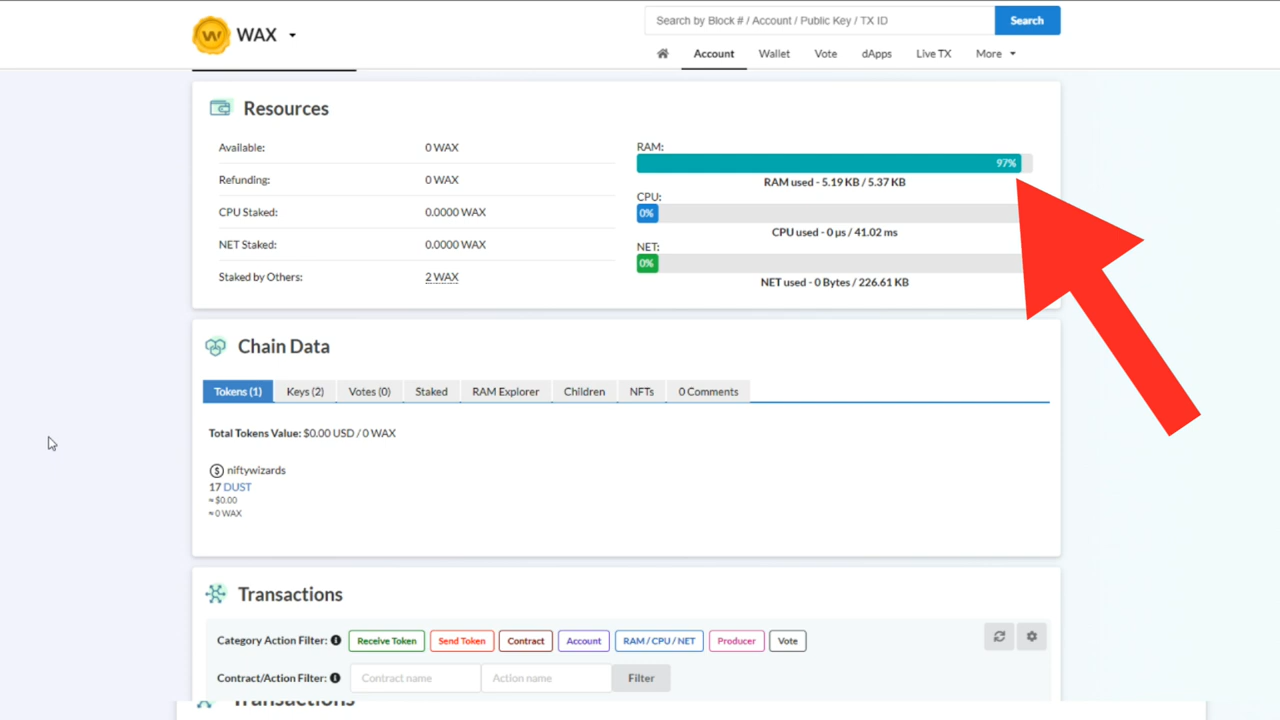 WAX
Search by Block # / Account / Public Key / TX ID
Search
Account Wallet Vote dApps Live TX More
Resources
Available: 0 WAX
Refunding: 0 WAX
CPU Staked: 0.0000 WAX
NET Staked: 0.0000 WAX
Staked by Others: 2 WAX
RAM:
97%
RAM used - 5.19 KB / 5.37 KB
CPU:
0%
CPU used - 0 µs / 41.02 ms
NET:
0%
NET used - 0 Bytes / 226.61 KB
Chain Data
Tokens (1) Keys (2) Votes (0) Staked RAM Explorer Children NFTs 0 Comments
Total Tokens Value: $0.00 USD / 0 WAX
niftywizards
17 DUST
≈ $0.00
≈ 0 WAX
Transactions
Category Action Filter: Receive Token Send Token Contract Account RAM / CPU / NET Producer Vote
Contract/Action Filter: Contract name Action name Filter
Transactions